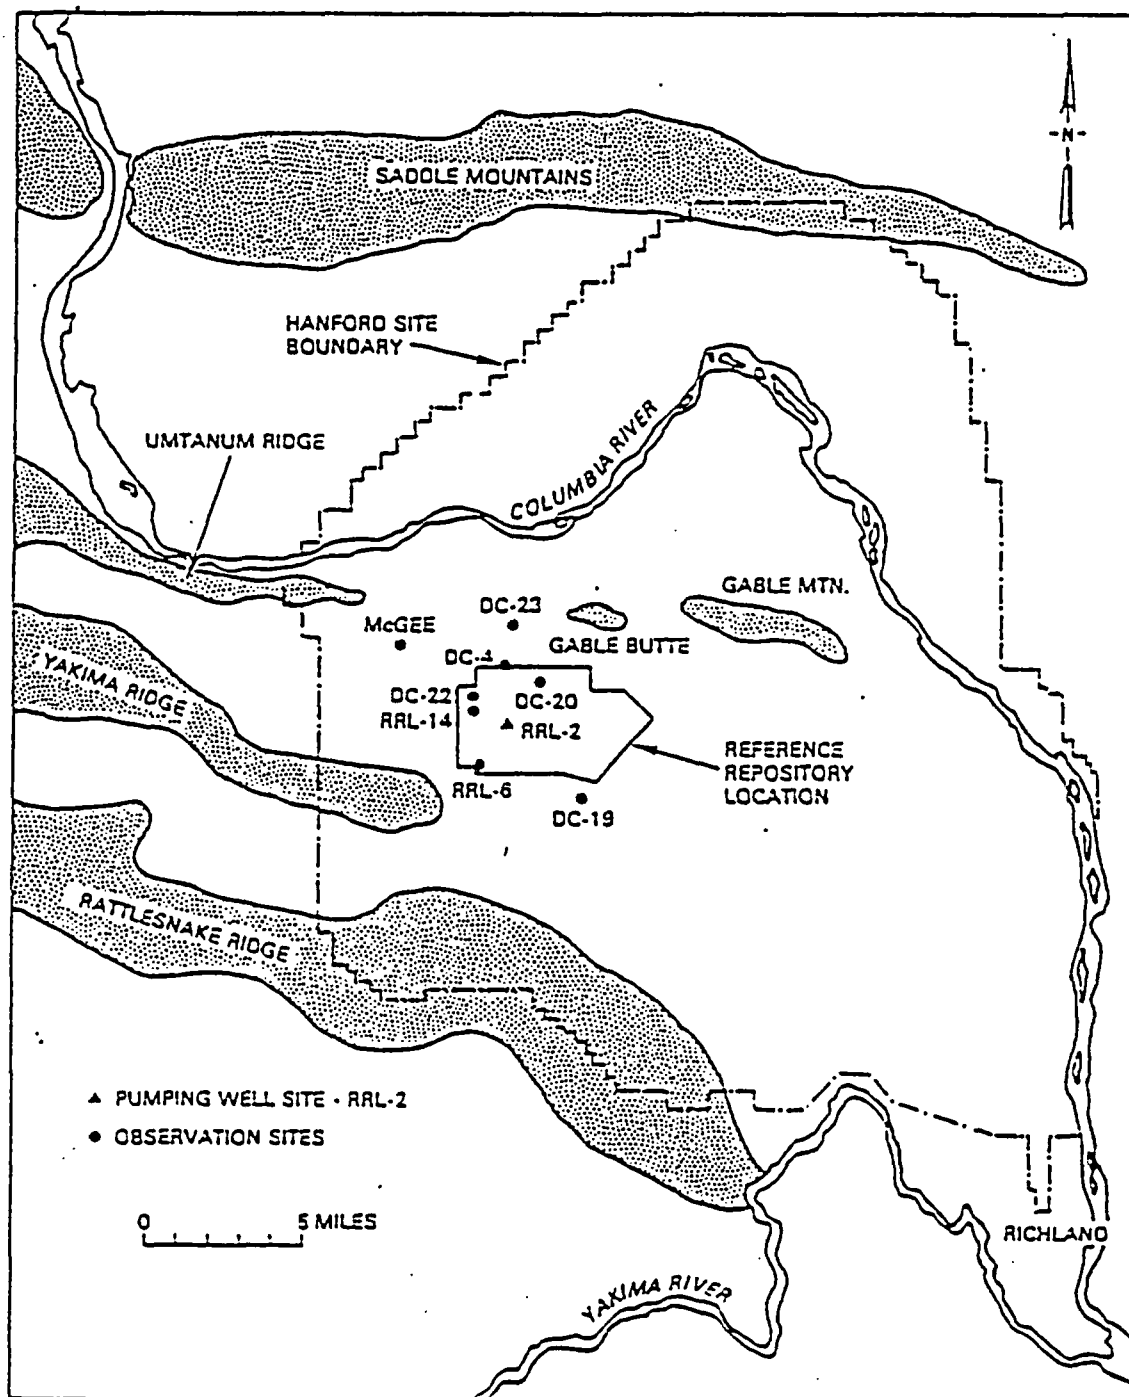 SADDLE MOUNTAINS
N
HANFORD SITE
BOUNDARY
UMTANUM RIDGE
COLUMBIA RIVER
GABLE MTN.
DC-23
McGEE
GABLE BUTTE
DC-4
DC-22
DC-20
RRL-14
RRL-2
YAKIMA RIDGE
REFERENCE
REPOSITORY
LOCATION
RRL-6
DC-19
RATTLESNAKE RIDGE
▲ PUMPING WELL SITE - RRL-2
● OBSERVATION SITES
0 5 MILES
RICHLAND
YAKIMA RIVER